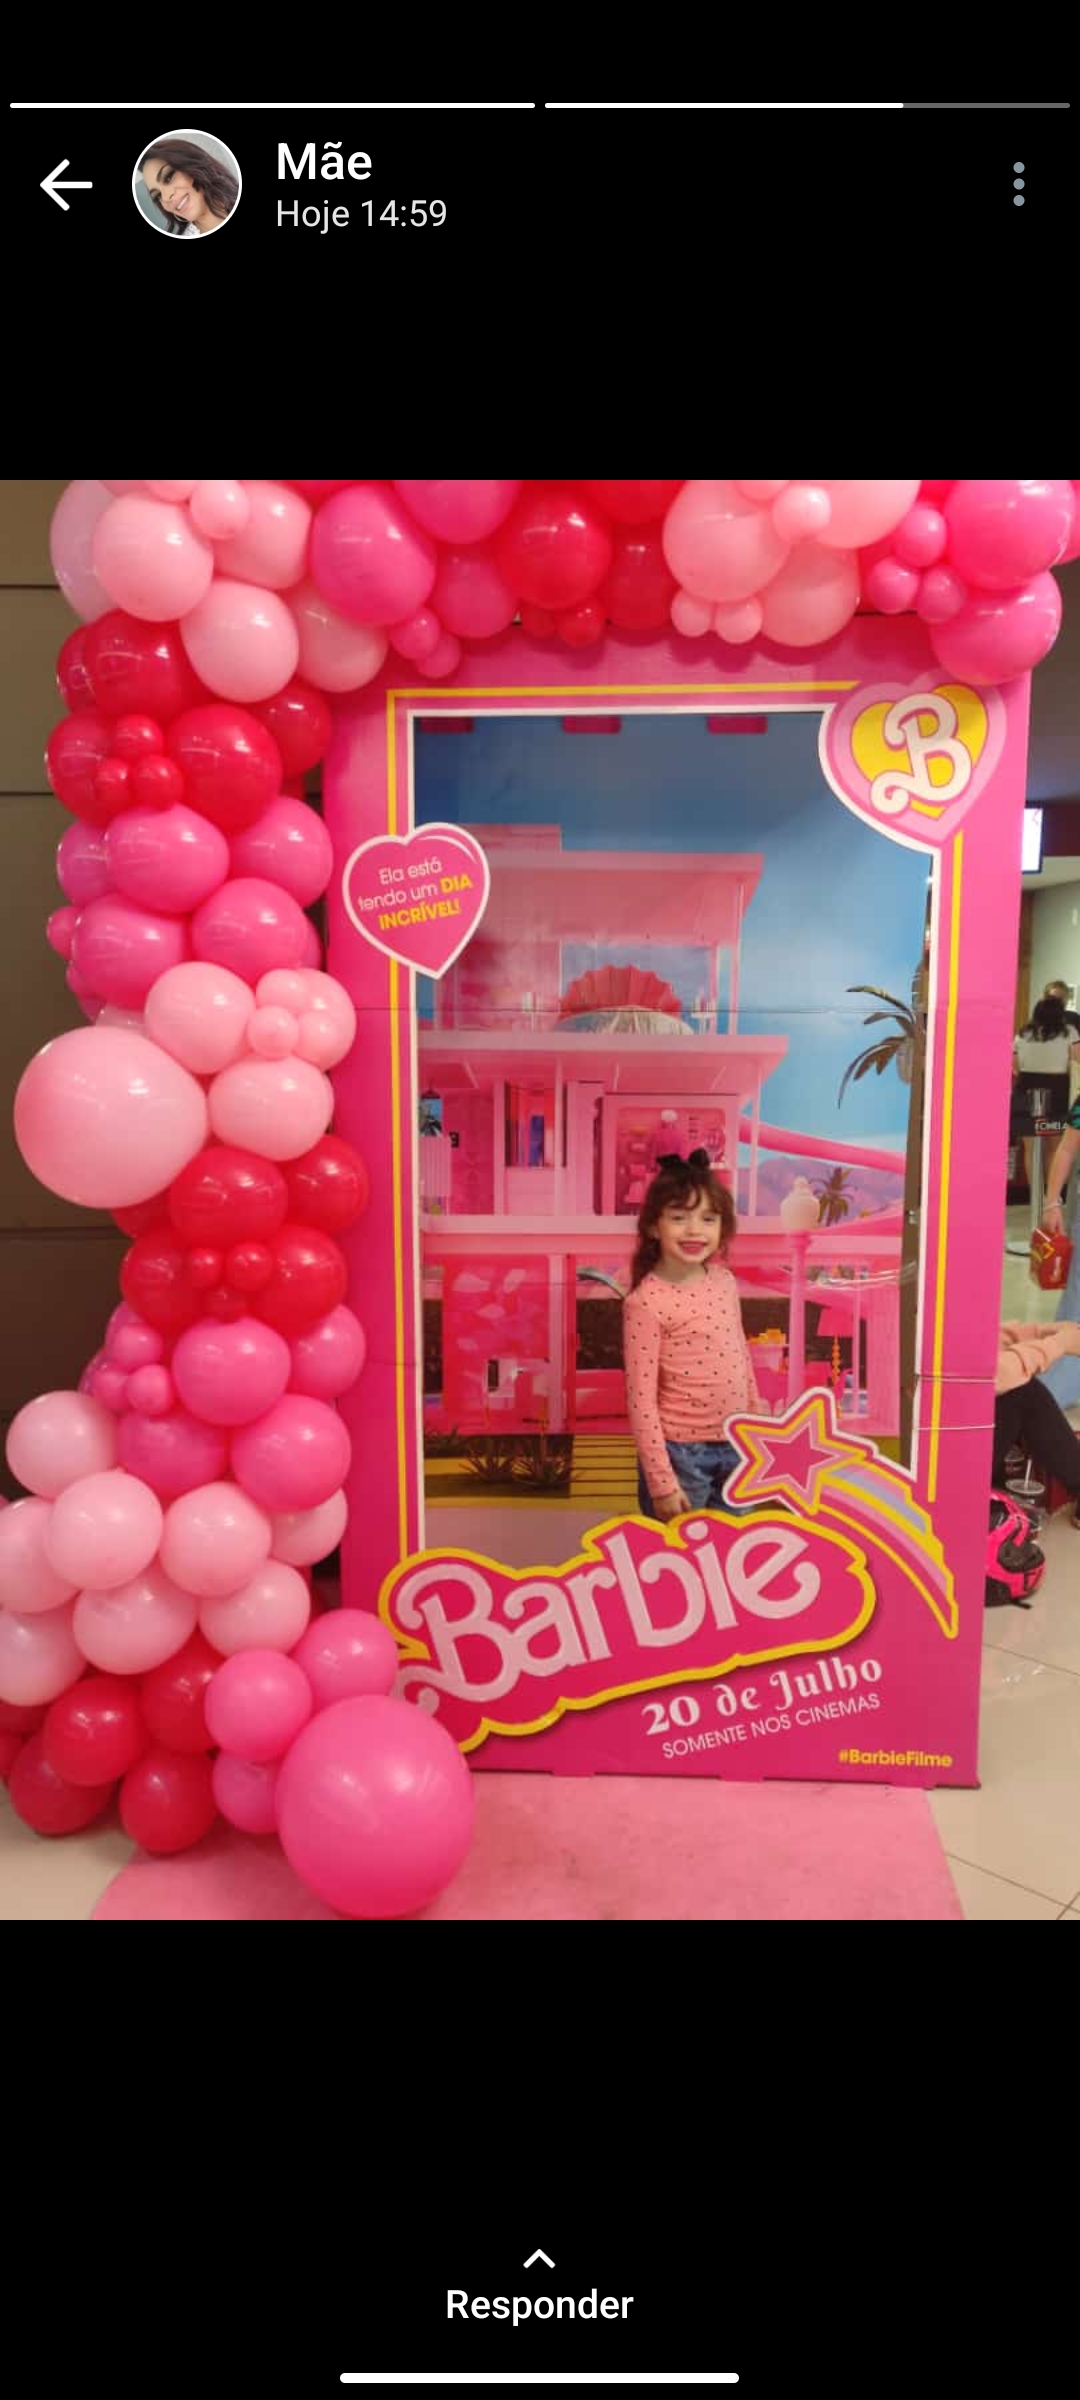 Mãe
Hoje 14:59
B
Ela está
tendo um DIA
INCRÍVEL!
Barbie
20 de Julho
SOMENTE NOS CINEMAS
#BarbieFilme
Responder